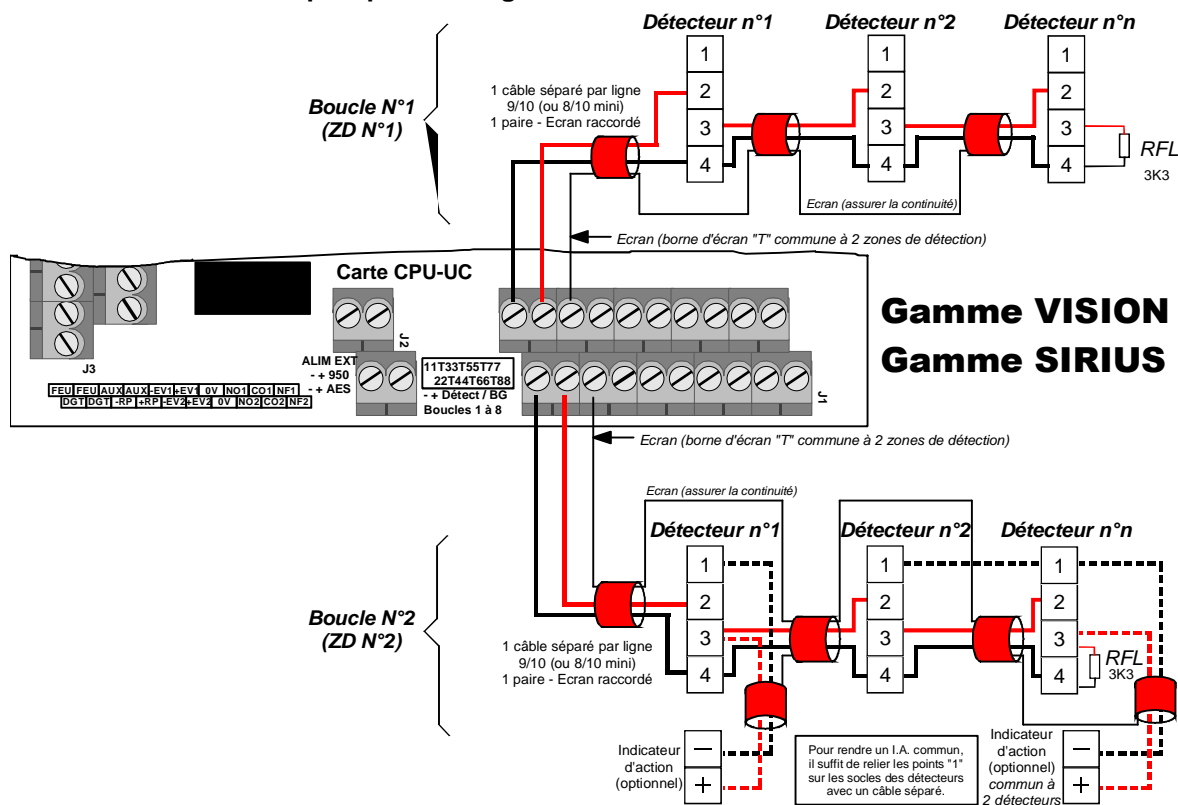 Détecteur n°1
Détecteur n°2
Détecteur n°n
1
2
3
4
1
2
3
4
1
2
3
4
Boucle N°1
(ZD N°1)
1 câble séparé par ligne
9/10 (ou 8/10 mini)
1 paire - Ecran raccordé
RFL
3K3
Ecran (assurer la continuité)
Ecran (borne d'écran "T" commune à 2 zones de détection)
Carte CPU-UC
Gamme VISION
Gamme SIRIUS
J3
J2
J1
ALIM EXT
- + 950
- + AES
11T33T55T77
22T44T66T88
- + Détect / BG
Boucles 1 à 8
FEU FEU AUX AUX -EV1 +EV1 0V NO1 CO1 NF1
DGT DGT -RP +RP -EV2 +EV2 0V NO2 CO2 NF2
Ecran (borne d'écran "T" commune à 2 zones de détection)
Ecran (assurer la continuité)
Détecteur n°1
Détecteur n°2
Détecteur n°n
1
2
3
4
1
2
3
4
1
2
3
4
Boucle N°2
(ZD N°2)
1 câble séparé par ligne
9/10 (ou 8/10 mini)
1 paire - Ecran raccordé
RFL
3K3
Indicateur
d'action
(optionnel)
−
+
Pour rendre un I.A. commun,
il suffit de relier les points "1"
sur les socles des détecteurs
avec un câble séparé.
Indicateur
d'action
(optionnel)
commun à
2 détecteurs
−
+